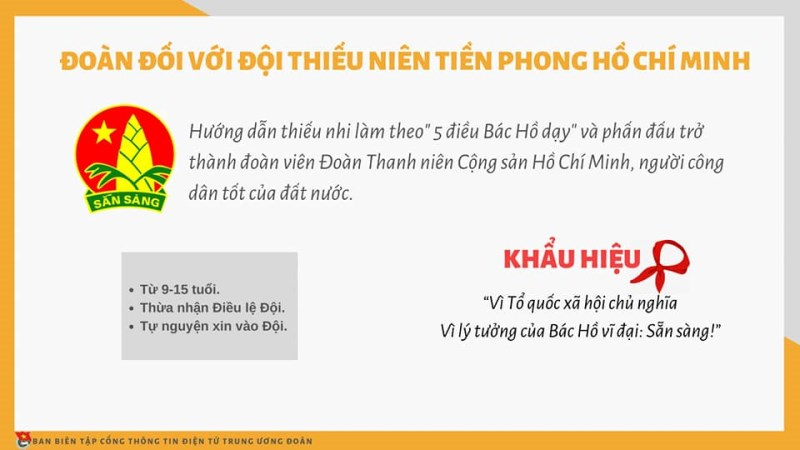 ĐOÀN ĐỐI VỚI ĐỘI THIẾU NIÊN TIỀN PHONG HỒ CHÍ MINH
Hướng dẫn thiếu nhi làm theo" 5 điều Bác Hồ dạy" và phấn đấu trở
thành đoàn viên Đoàn Thanh niên Cộng sản Hồ Chí Minh, người công
dân tốt của đất nước.
SẴN SÀNG
KHẨU HIỆU
• Từ 9-15 tuổi.
• Thừa nhận Điều lệ Đội.
• Tự nguyện xin vào Đội.
“Vì Tổ quốc xã hội chủ nghĩa
Vì lý tưởng của Bác Hồ vĩ đại: Sẵn sàng!”
BAN BIÊN TẬP CỔNG THÔNG TIN ĐIỆN TỬ TRUNG ƯƠNG ĐOÀN